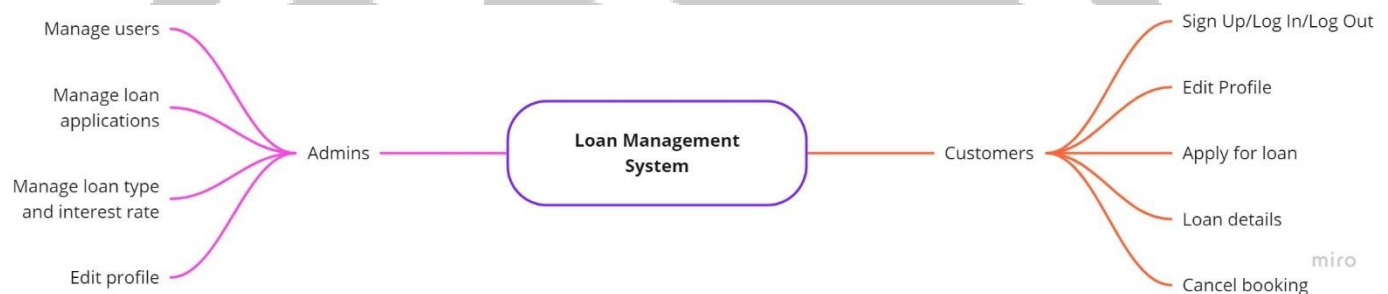 Manage users
Manage loan
applications
Manage loan type
and interest rate
Edit profile
Admins
Loan Management
System
Customers
Sign Up/Log In/Log Out
Edit Profile
Apply for loan
Loan details
Cancel booking
miro